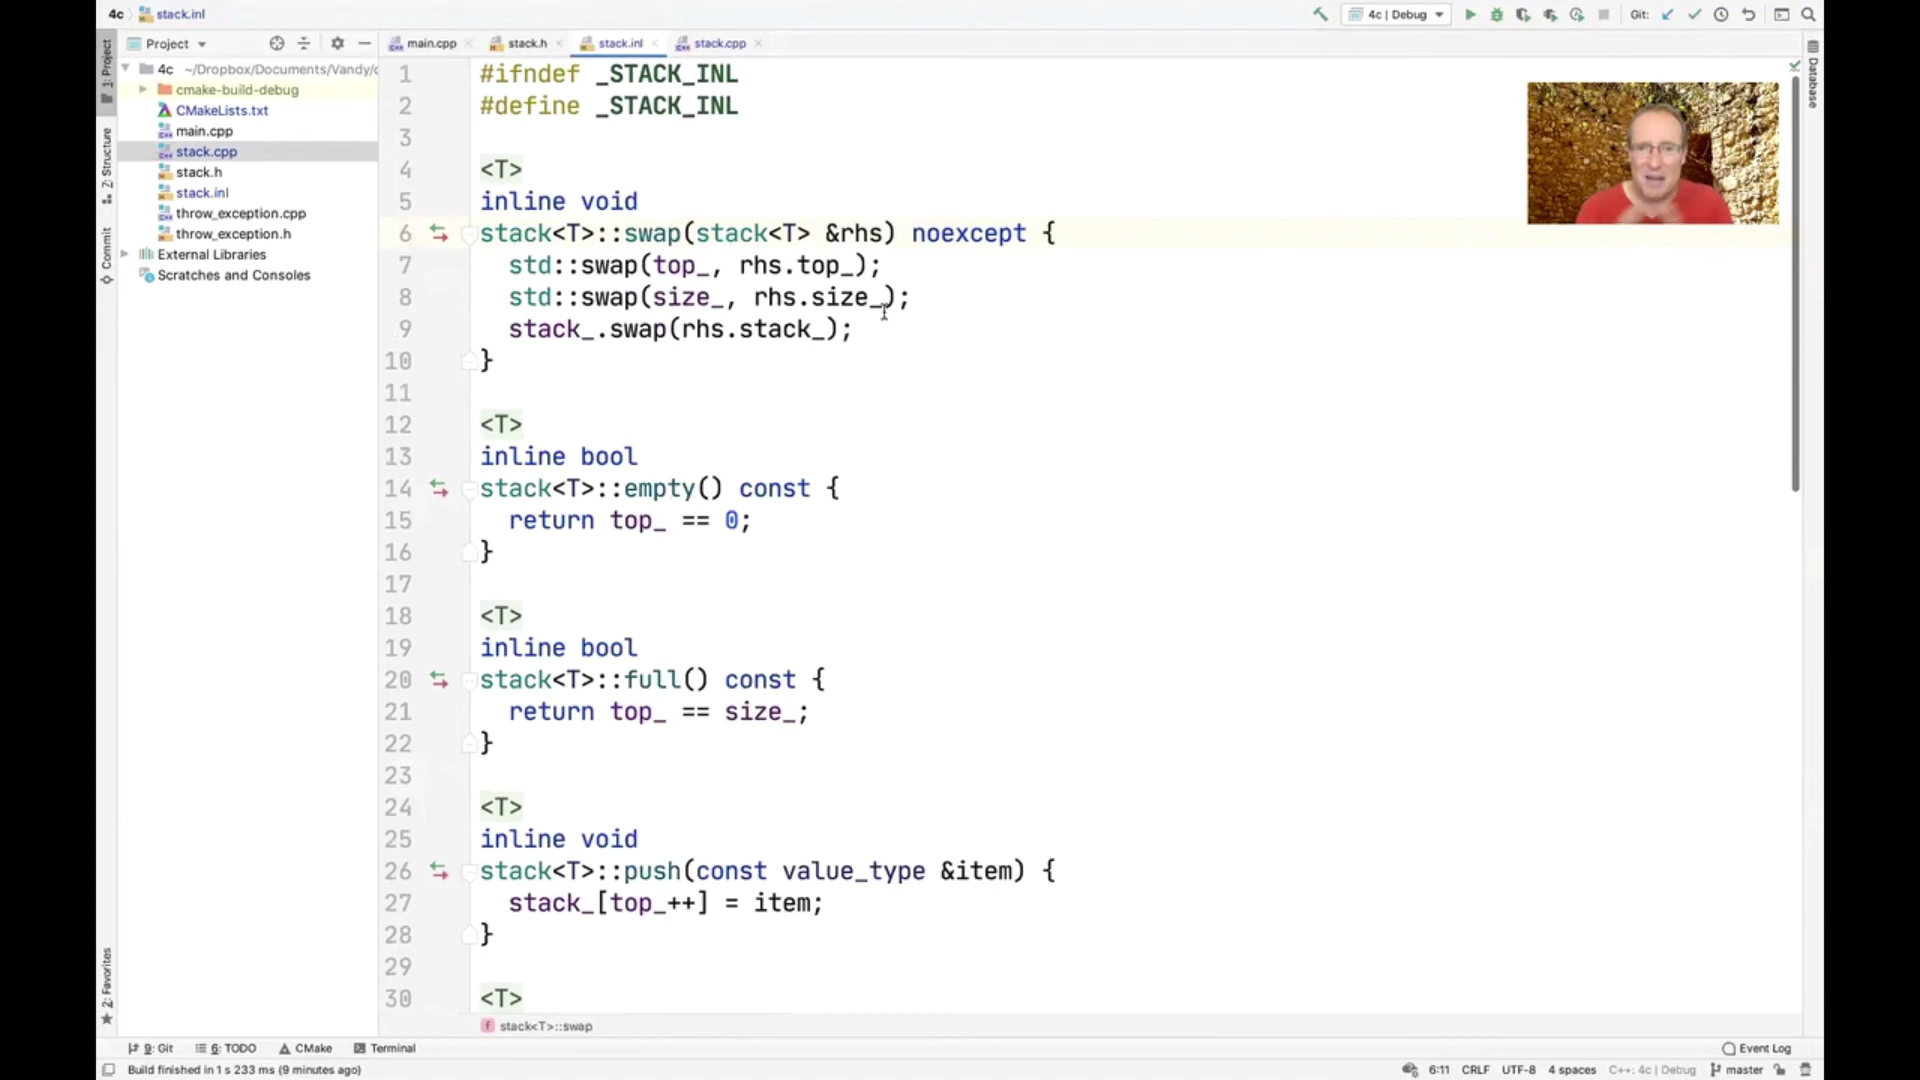 4c stack.inl
4c | Debug
Git:
1: Project
Z: Structure
Commit
2: Favorites
Database
Project
4c ~/Dropbox/Documents/Vandy/c
cmake-build-debug
CMakeLists.txt
main.cpp
stack.cpp
stack.h
stack.inl
throw_exception.cpp
throw_exception.h
External Libraries
Scratches and Consoles
main.cpp stack.h stack.inl stack.cpp
1 #ifndef _STACK_INL
2 #define _STACK_INL
3
4 <T>
5 inline void
6 stack<T>::swap(stack<T> &rhs) noexcept {
7 std::swap(top_, rhs.top_);
8 std::swap(size_, rhs.size_);
9 stack_.swap(rhs.stack_);
10 }
11
12 <T>
13 inline bool
14 stack<T>::empty() const {
15 return top_ == 0;
16 }
17
18 <T>
19 inline bool
20 stack<T>::full() const {
21 return top_ == size_;
22 }
23
24 <T>
25 inline void
26 stack<T>::push(const value_type &item) {
27 stack_[top_++] = item;
28 }
29
30 <T>
f stack<T>::swap
9: Git 6: TODO CMake Terminal Event Log
Build finished in 1 s 233 ms (9 minutes ago) 6:11 CRLF UTF-8 4 spaces C++: 4c | Debug master